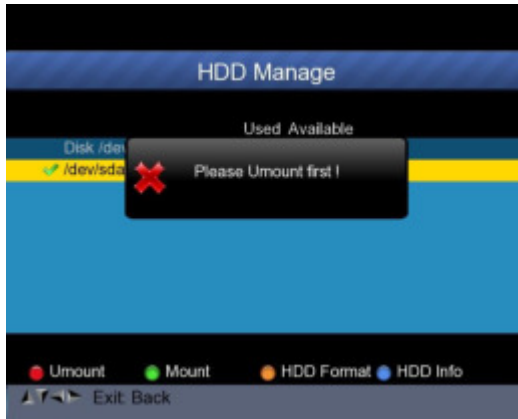 HDD Manage
Used Available
Disk /dev
/dev/sda
Please Umount first !
Umount Mount HDD Format HDD Info
Exit Back